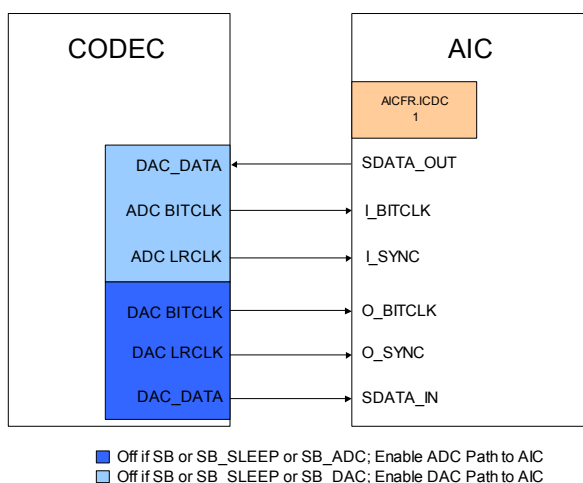 CODEC AIC
AICFR.ICDC
1
DAC_DATA SDATA_OUT
ADC BITCLK I_BITCLK
ADC LRCLK I_SYNC
DAC BITCLK O_BITCLK
DAC LRCLK O_SYNC
DAC_DATA SDATA_IN
Off if SB or SB_SLEEP or SB_ADC; Enable ADC Path to AIC
Off if SB or SB_SLEEP or SB_DAC; Enable DAC Path to AIC